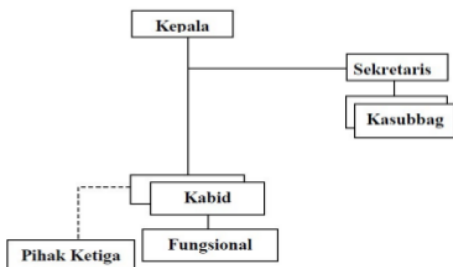 Kepala
Sekretaris
Kasubbag
Kabid
Fungsional
Pihak Ketiga